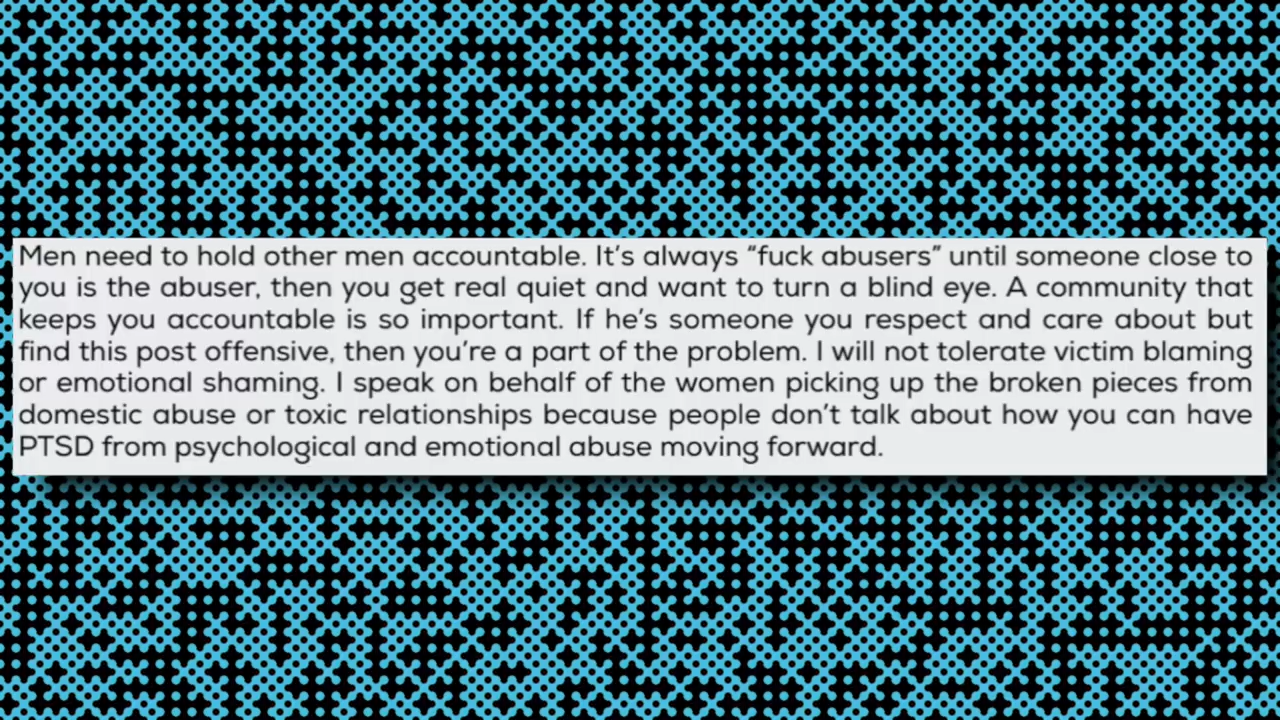 Men need to hold other men accountable. It's always “fuck abusers” until someone close to
you is the abuser, then you get real quiet and want to turn a blind eye. A community that
keeps you accountable is so important. If he's someone you respect and care about but
find this post offensive, then you're a part of the problem. I will not tolerate victim blaming
or emotional shaming. I speak on behalf of the women picking up the broken pieces from
domestic abuse or toxic relationships because people don't talk about how you can have
PTSD from psychological and emotional abuse moving forward.